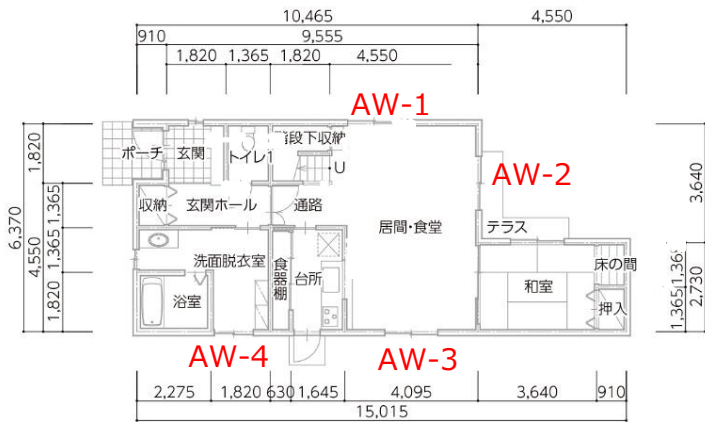 10,465 4,550
910 9,555
1,820 1,365 1,820 4,550
AW-1
ポーチ 玄関 トイレ1 階段下収納
U
AW-2
収納 玄関ホール 通路
居間・食堂
テラス
洗面脱衣室 食器棚 台所
床の間
和室
浴室
押入
AW-4 AW-3
6,370
1,820
4,550
1,365
1,365
1,820
3,640
2,730
1,365
2,275 1,820 630 1,645 4,095 3,640 910
15,015